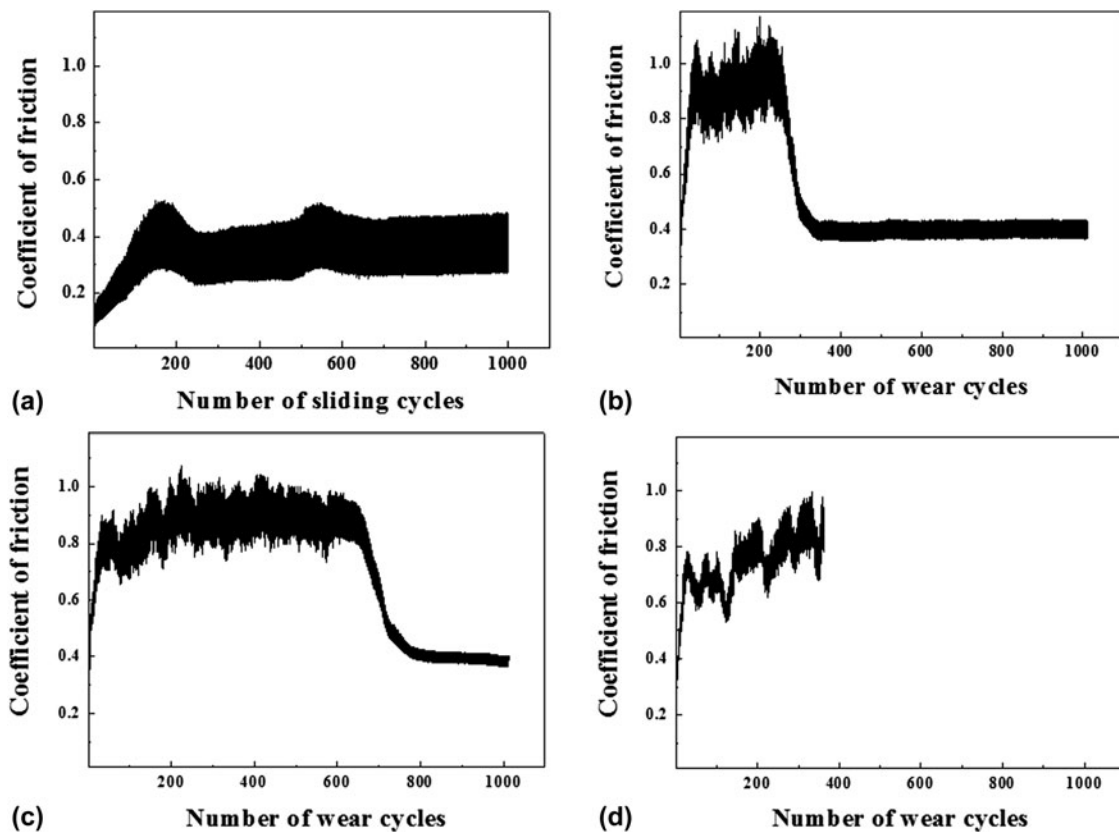 Coefficient of friction
1.0
0.8
0.6
0.4
0.2
200 400 600 800 1000
(a) Number of sliding cycles
Coefficient of friction
1.0
0.8
0.6
0.4
0.2
200 400 600 800 1000
(b) Number of wear cycles
Coefficient of friction
1.0
0.8
0.6
0.4
0.2
200 400 600 800 1000
(c) Number of wear cycles
Coefficient of friction
1.0
0.8
0.6
0.4
0.2
200 400 600 800 1000
(d) Number of wear cycles